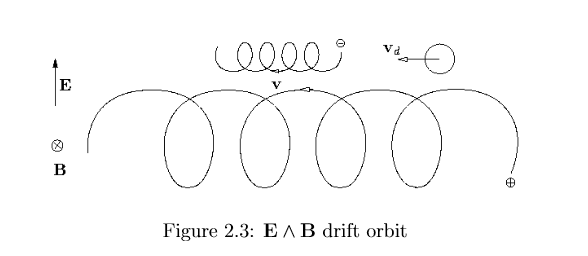 ⊖
v_d
E
v
B
⊕
Figure 2.3: E ∧ B drift orbit